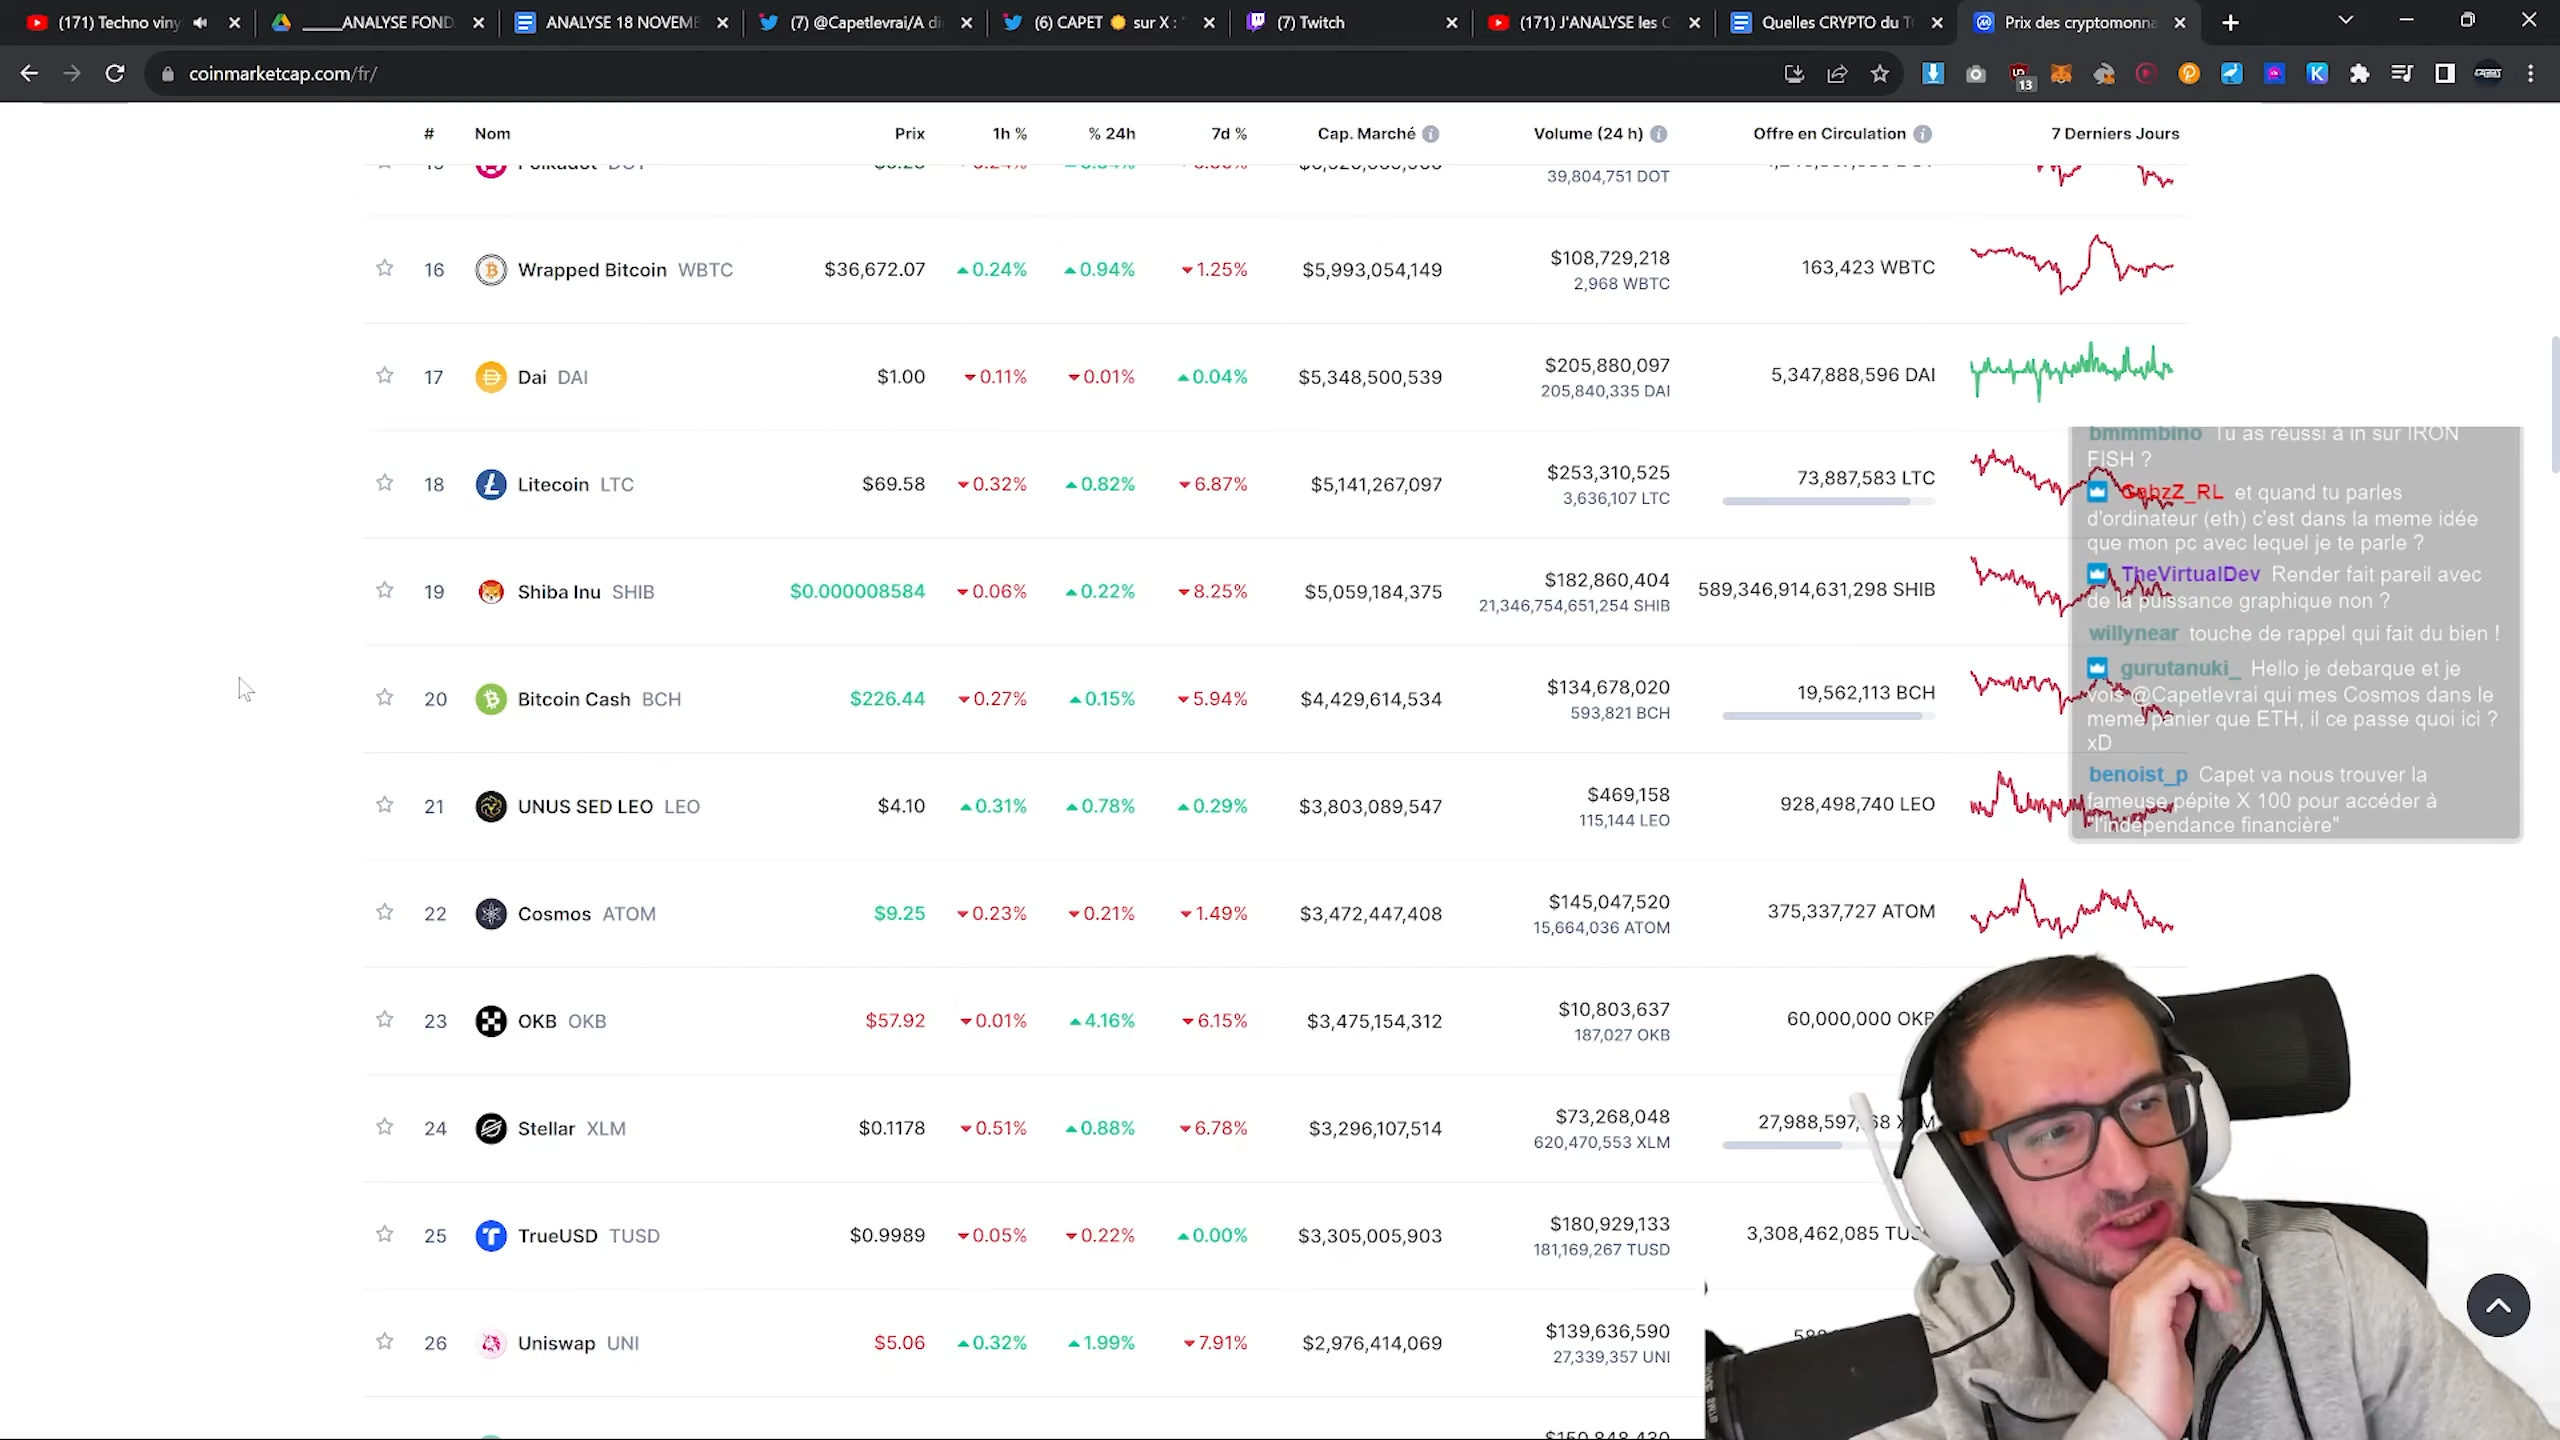 (171) Techno viny
____ANALYSE FOND
ANALYSE 18 NOVEME
(7) @Capetlevrai/A di
(6) CAPET sur X : "
(7) Twitch
(171) J'ANALYSE les C
Quelles CRYPTO du T
Prix des cryptomonna
coinmarketcap.com/fr/
13
# Nom Prix 1h % % 24h 7d % Cap. Marché Volume (24 h) Offre en Circulation 7 Derniers Jours
39,804,751 DOT
16 Wrapped Bitcoin WBTC $36,672.07 0.24% 0.94% 1.25% $5,993,054,149 $108,729,218 163,423 WBTC
2,968 WBTC
17 Dai DAI $1.00 0.11% 0.01% 0.04% $5,348,500,539 $205,880,097 5,347,888,596 DAI
205,840,335 DAI
18 Litecoin LTC $69.58 0.32% 0.82% 6.87% $5,141,267,097 $253,310,525 73,887,583 LTC
3,636,107 LTC
19 Shiba Inu SHIB $0.000008584 0.06% 0.22% 8.25% $5,059,184,375 $182,860,404 589,346,914,631,298 SHIB
21,346,754,651,254 SHIB
20 Bitcoin Cash BCH $226.44 0.27% 0.15% 5.94% $4,429,614,534 $134,678,020 19,562,113 BCH
593,821 BCH
21 UNUS SED LEO LEO $4.10 0.31% 0.78% 0.29% $3,803,089,547 $469,158 928,498,740 LEO
115,144 LEO
22 Cosmos ATOM $9.25 0.23% 0.21% 1.49% $3,472,447,408 $145,047,520 375,337,727 ATOM
15,664,036 ATOM
23 OKB OKB $57.92 0.01% 4.16% 6.15% $3,475,154,312 $10,803,637 60,000,000 OKB
187,027 OKB
24 Stellar XLM $0.1178 0.51% 0.88% 6.78% $3,296,107,514 $73,268,048
620,470,553 XLM
25 TrueUSD TUSD $0.9989 0.05% 0.22% 0.00% $3,305,005,903 $180,929,133 3,308,462,085 TUS
181,169,267 TUSD
26 Uniswap UNI $5.06 0.32% 1.99% 7.91% $2,976,414,069 $139,636,590
27,339,357 UNI
bmmmbino Tu as réussi à in sur IRON
FISH ?
GabzZ_RL et quand tu parles
d'ordinateur (eth) c'est dans la meme idée
que mon pc avec lequel je te parle ?
TheVirtualDev Render fait pareil avec
de la puissance graphique non ?
willynear touche de rappel qui fait du bien !
gurutanuki_ Hello je debarque et je
vois @Capetlevrai qui mes Cosmos dans le
meme panier que ETH, il ce passe quoi ici ?
xD
benoist_p Capet va nous trouver la
fameuse pépite X 100 pour accéder à
"l'indépendance financière"